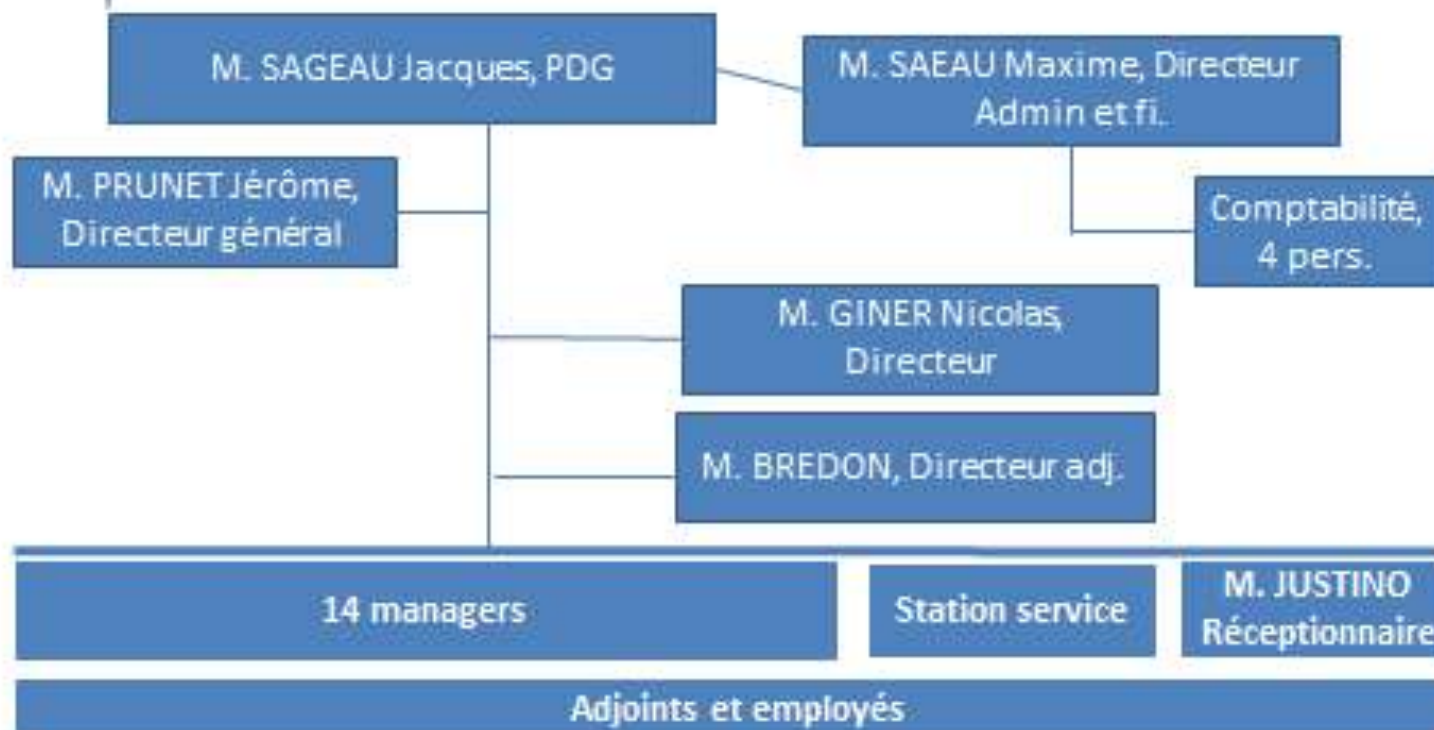 M. SAGEAU Jacques, PDG
M. SAEAU Maxime, Directeur
Admin et fi.
M. PRUNET Jérôme,
Directeur général
Comptabilité,
4 pers.
M. GINER Nicolas,
Directeur
M. BREDON, Directeur adj.
14 managers
Station service
M. JUSTINO
Réceptionnaire
Adjoints et employés